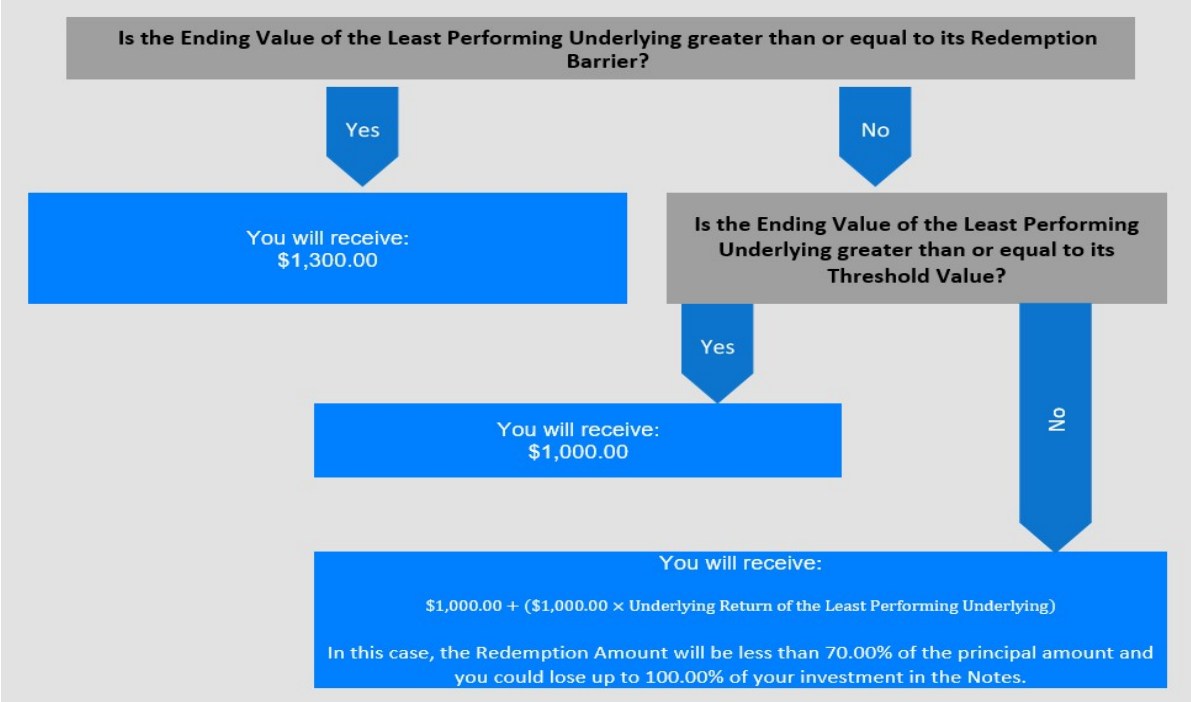 Is the Ending Value of the Least Performing Underlying greater than or equal to its Redemption
Barrier?
Yes
No
You will receive:
$1,300.00
Is the Ending Value of the Least Performing
Underlying greater than or equal to its
Threshold Value?
Yes
No
You will receive:
$1,000.00
You will receive:
$1,000.00 + ($1,000.00 × Underlying Return of the Least Performing Underlying)
In this case, the Redemption Amount will be less than 70.00% of the principal amount and
you could lose up to 100.00% of your investment in the Notes.